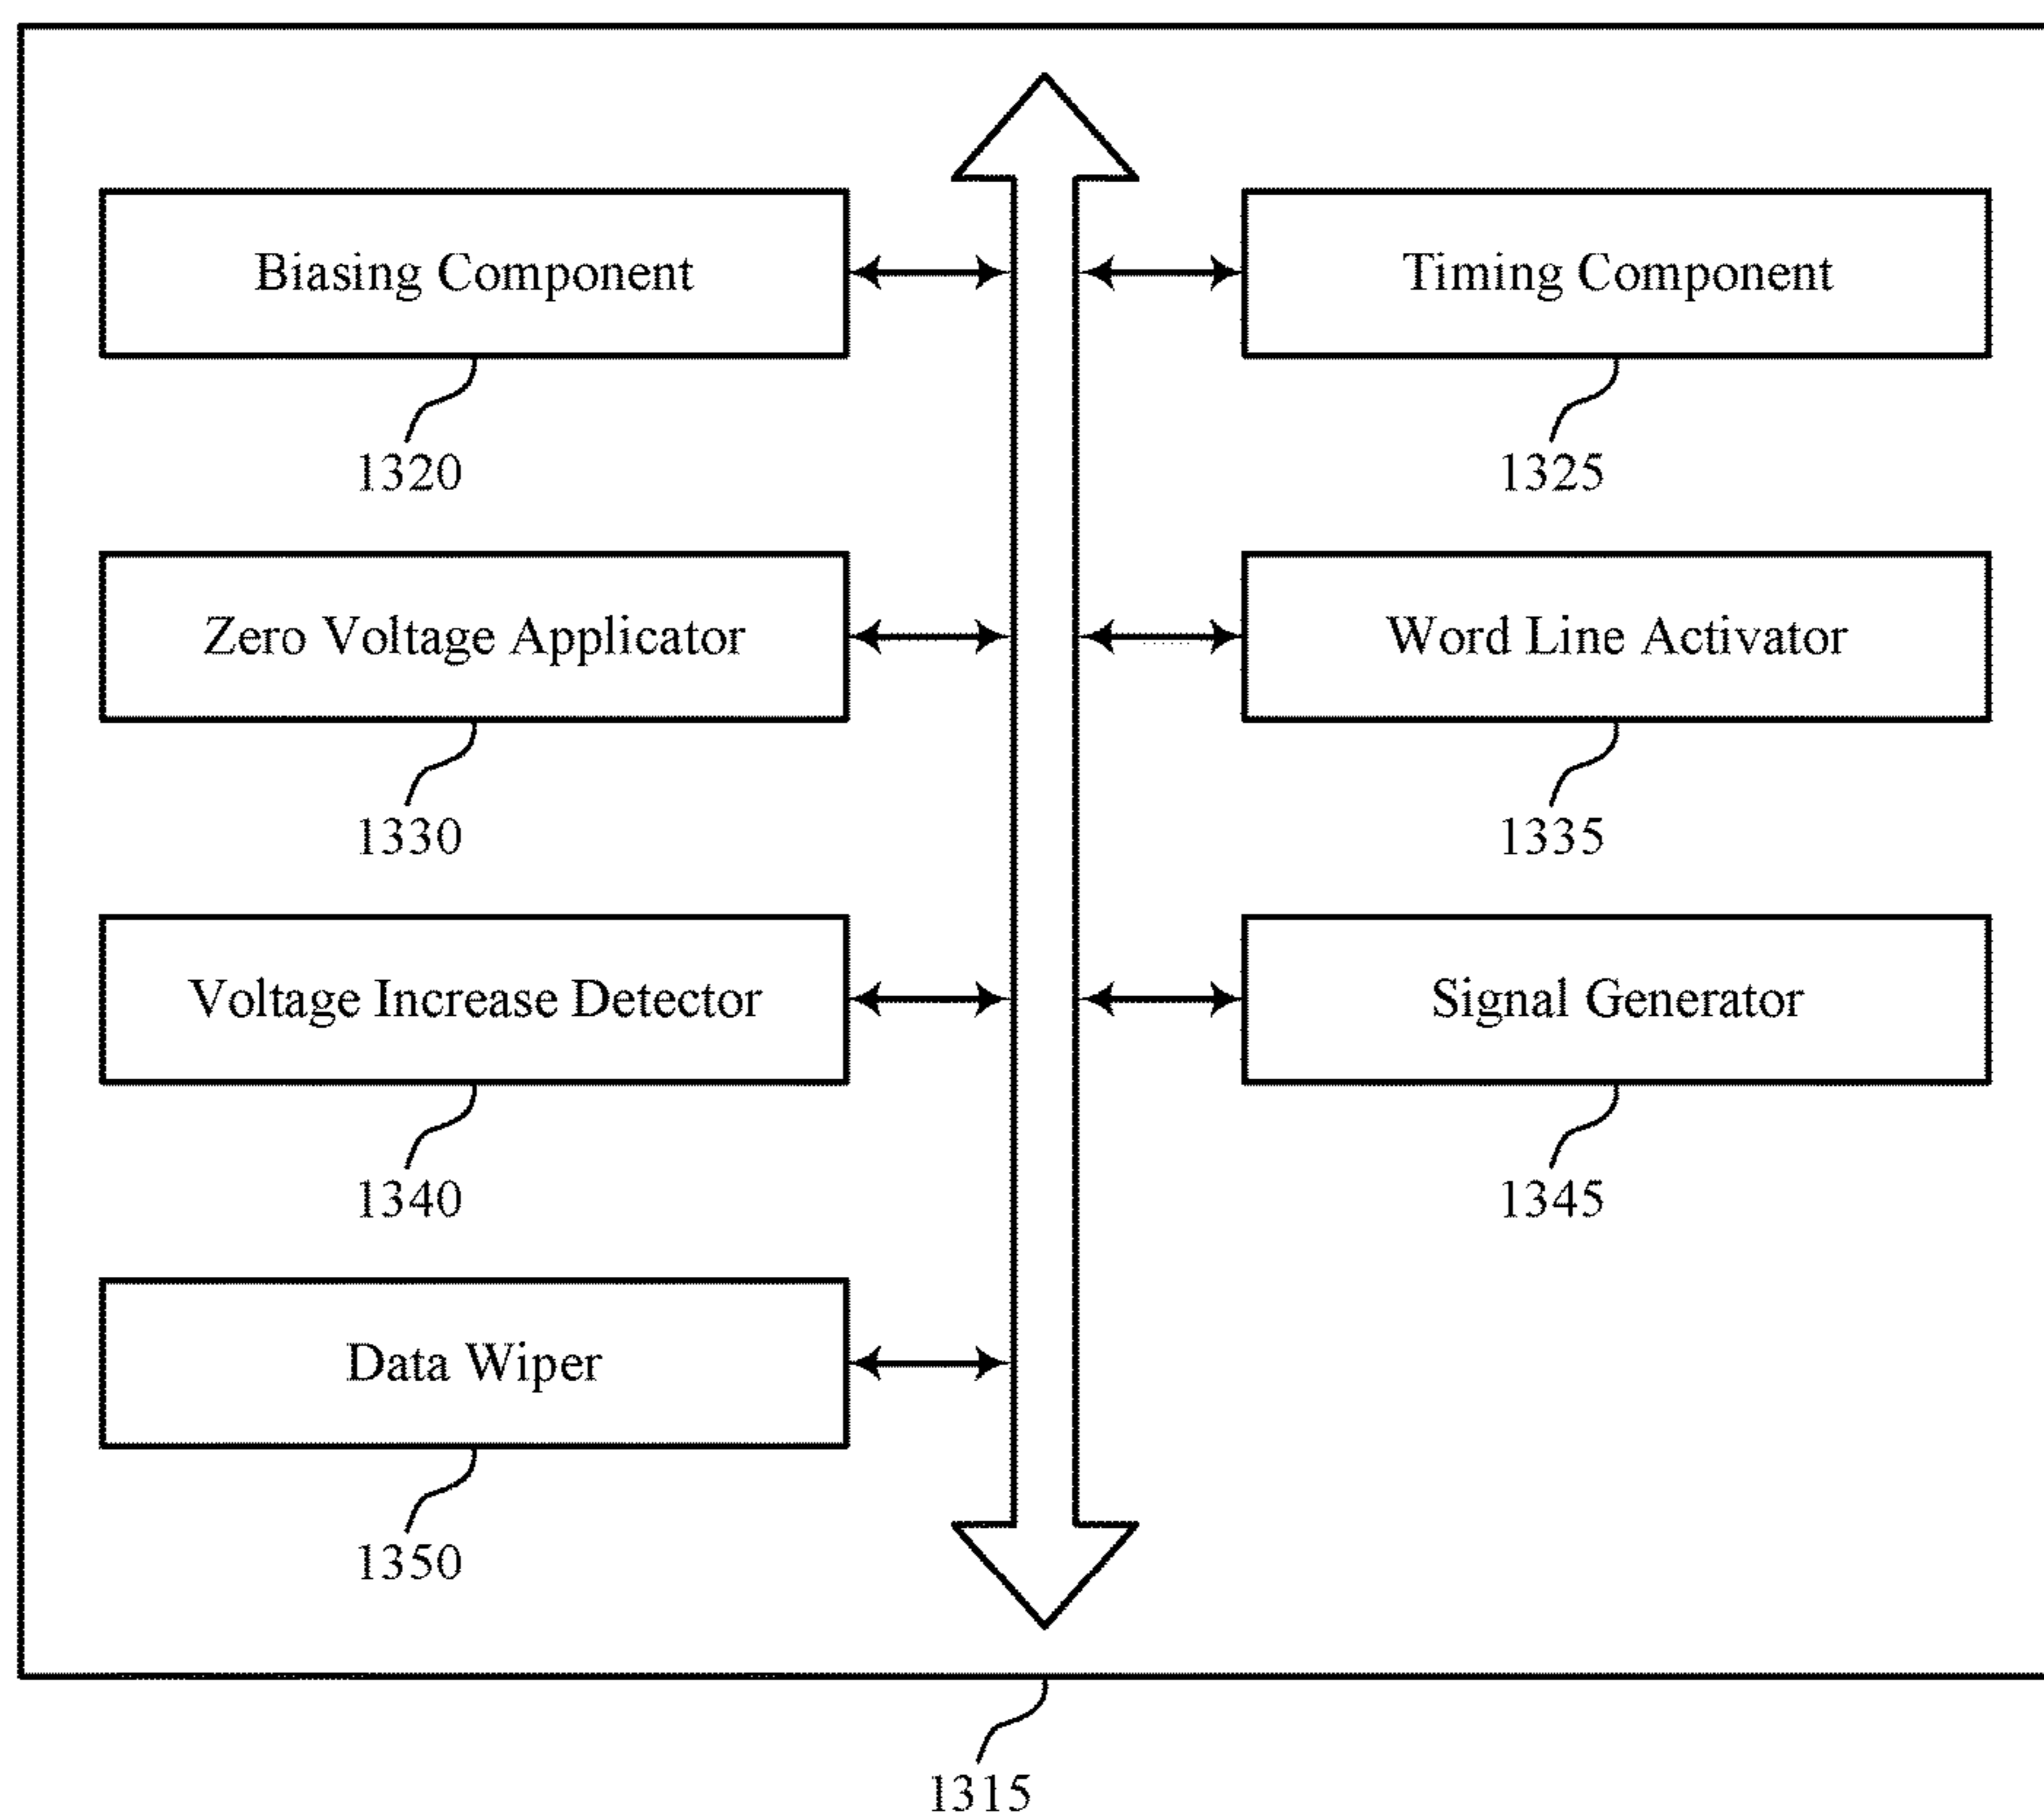 Biasing Component
Timing Component
1320
1325
Zero Voltage Applicator
Word Line Activator
1330
1335
Voltage Increase Detector
Signal Generator
1340
1345
Data Wiper
1350
1315